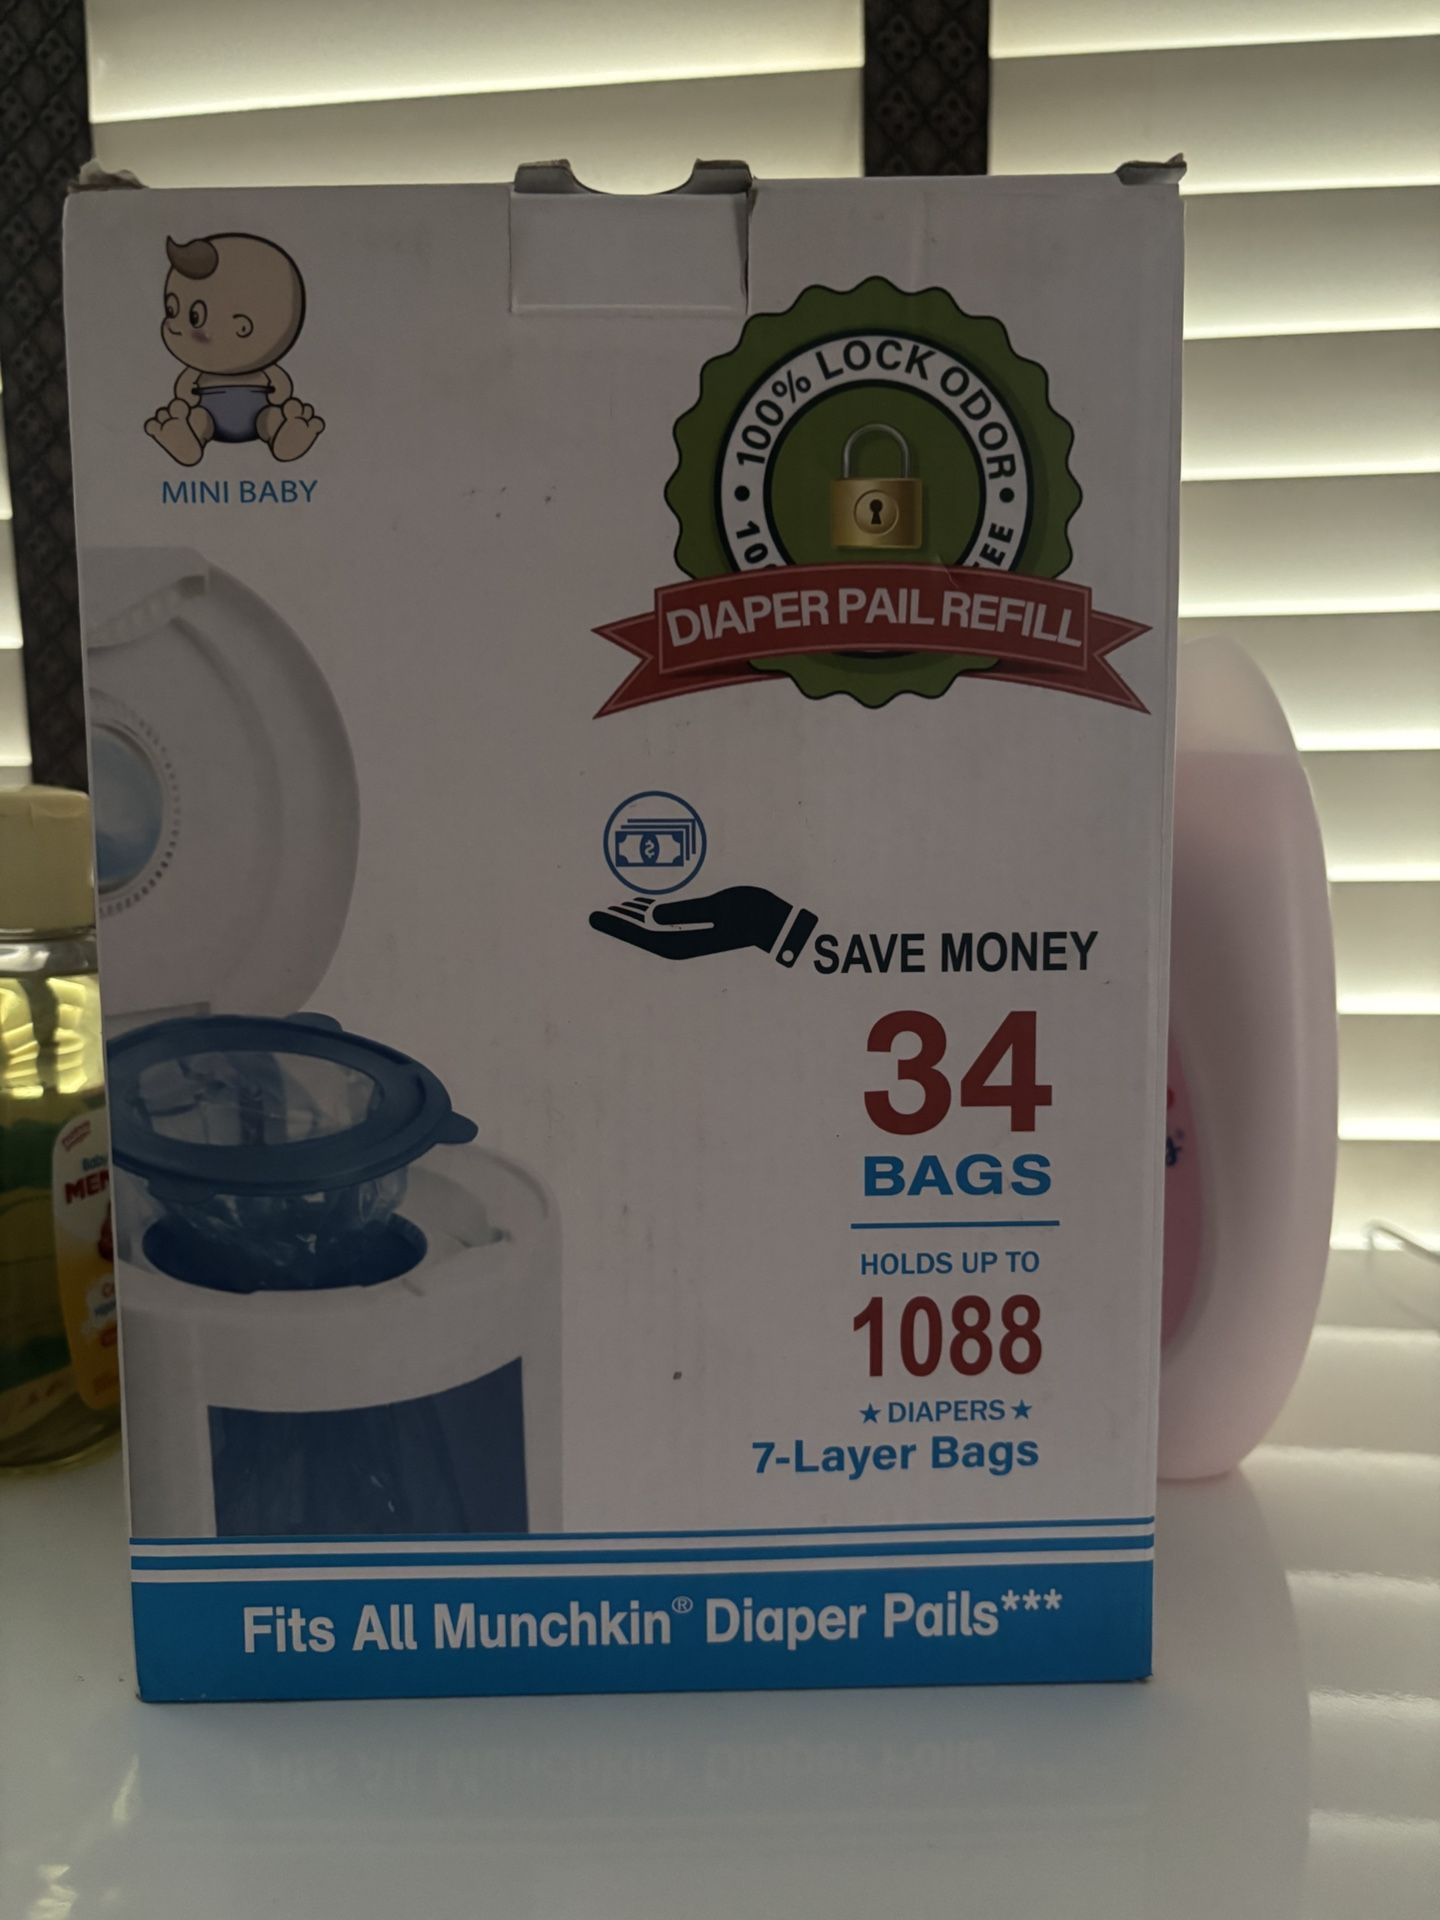 MINI BABY
• 100% LOCK ODOR •
DIAPER PAIL REFILL
SAVE MONEY
34
BAGS
HOLDS UP TO
1088
★ DIAPERS ★
7-Layer Bags
Fits All Munchkin® Diaper Pails***
Baby